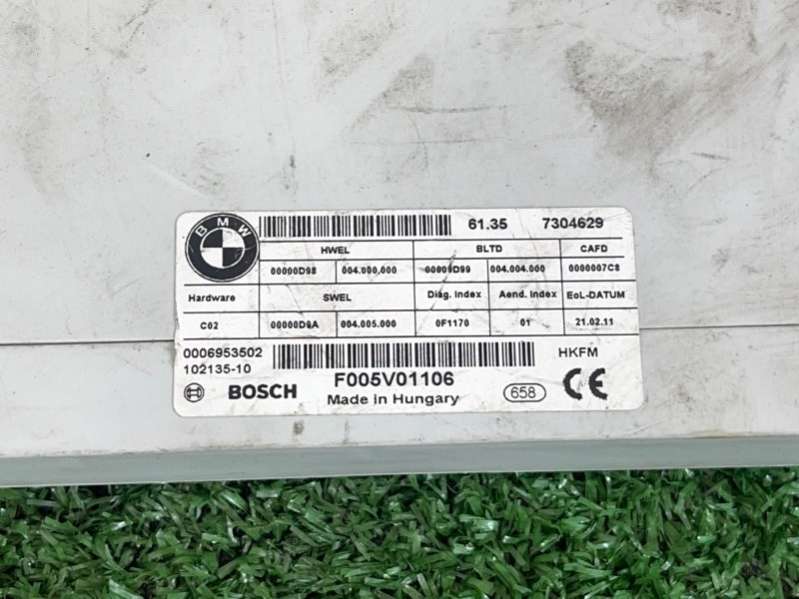 BMW
61.35 7304629
HWEL BLTD CAFD
00000D98 004.000.000 00000D99 004.004.000 0000007C8
Hardware SWEL Diag. Index Aend. Index EoL-DATUM
C02 00000D9A 004.005.000 0F1170 01 21.02.11
0006953502 HKFM
102135-10
BOSCH F005V01106 658 CE
Made in Hungary